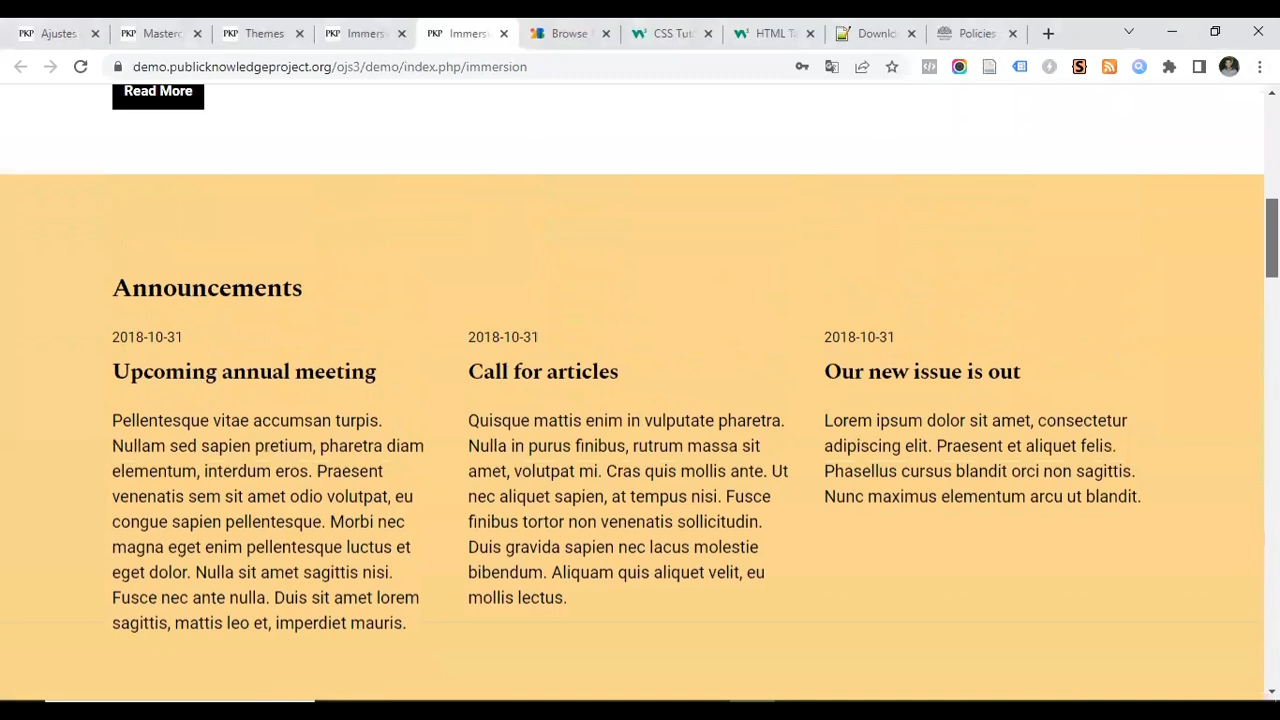 Ajustes
Masterc
Themes
Immers
Immers
Browse
CSS Tut
HTML T
Downlo
Policies
demo.publicknowledgeproject.org/ojs3/demo/index.php/immersion
Read More
Announcements
2018-10-31
Upcoming annual meeting
Pellentesque vitae accumsan turpis.
Nullam sed sapien pretium, pharetra diam
elementum, interdum eros. Praesent
venenatis sem sit amet odio volutpat, eu
congue sapien pellentesque. Morbi nec
magna eget enim pellentesque luctus et
eget dolor. Nulla sit amet sagittis nisi.
Fusce nec ante nulla. Duis sit amet lorem
sagittis, mattis leo et, imperdiet mauris.
2018-10-31
Call for articles
Quisque mattis enim in vulputate pharetra.
Nulla in purus finibus, rutrum massa sit
amet, volutpat mi. Cras quis mollis ante. Ut
nec aliquet sapien, at tempus nisi. Fusce
finibus tortor non venenatis sollicitudin.
Duis gravida sapien nec lacus molestie
bibendum. Aliquam quis aliquet velit, eu
mollis lectus.
2018-10-31
Our new issue is out
Lorem ipsum dolor sit amet, consectetur
adipiscing elit. Praesent et aliquet felis.
Phasellus cursus blandit orci non sagittis.
Nunc maximus elementum arcu ut blandit.